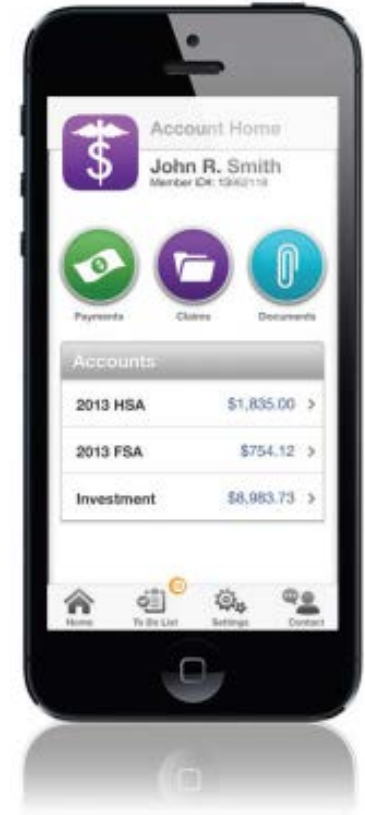 Account Home
John R. Smith
Member ID#:
Payments Claims Documents
Accounts
2013 HSA $1,835.00 >
2013 FSA $754.12 >
Investment $8,983.73 >
Home To Do List Settings Contact